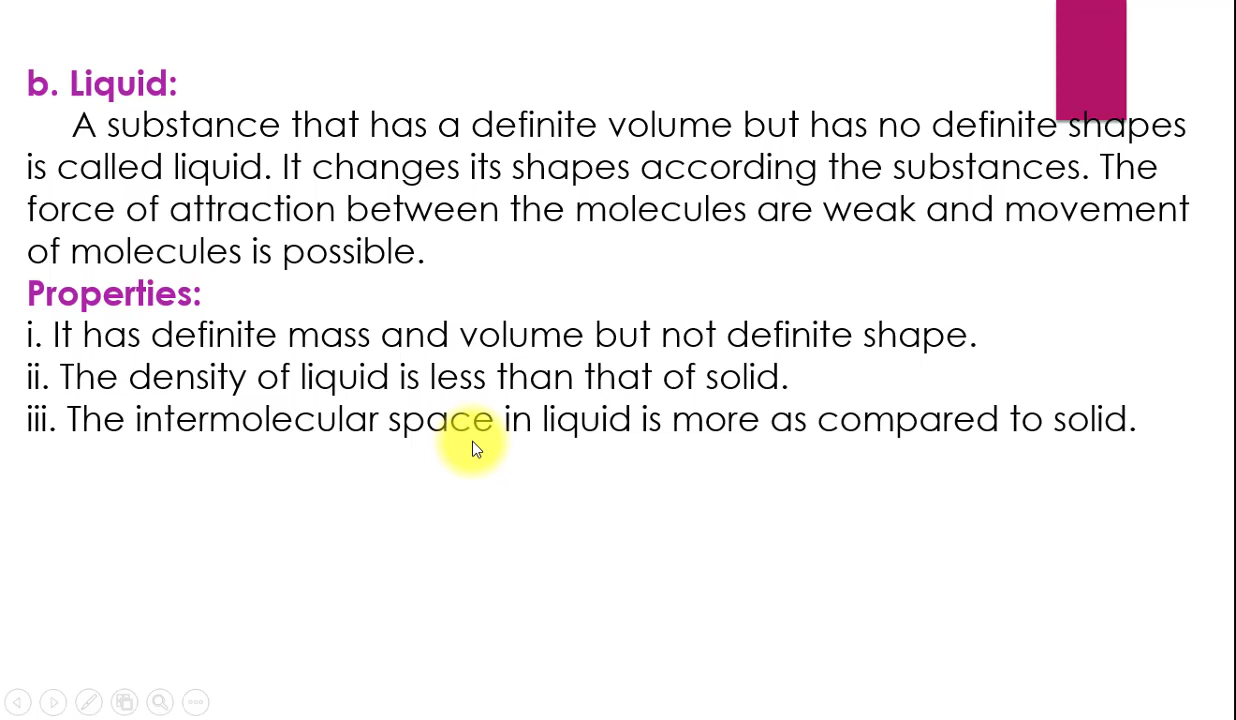 b. Liquid:
A substance that has a definite volume but has no definite shapes
is called liquid. It changes its shapes according the substances. The
force of attraction between the molecules are weak and movement
of molecules is possible.
Properties:
i. It has definite mass and volume but not definite shape.
ii. The density of liquid is less than that of solid.
iii. The intermolecular space in liquid is more as compared to solid.